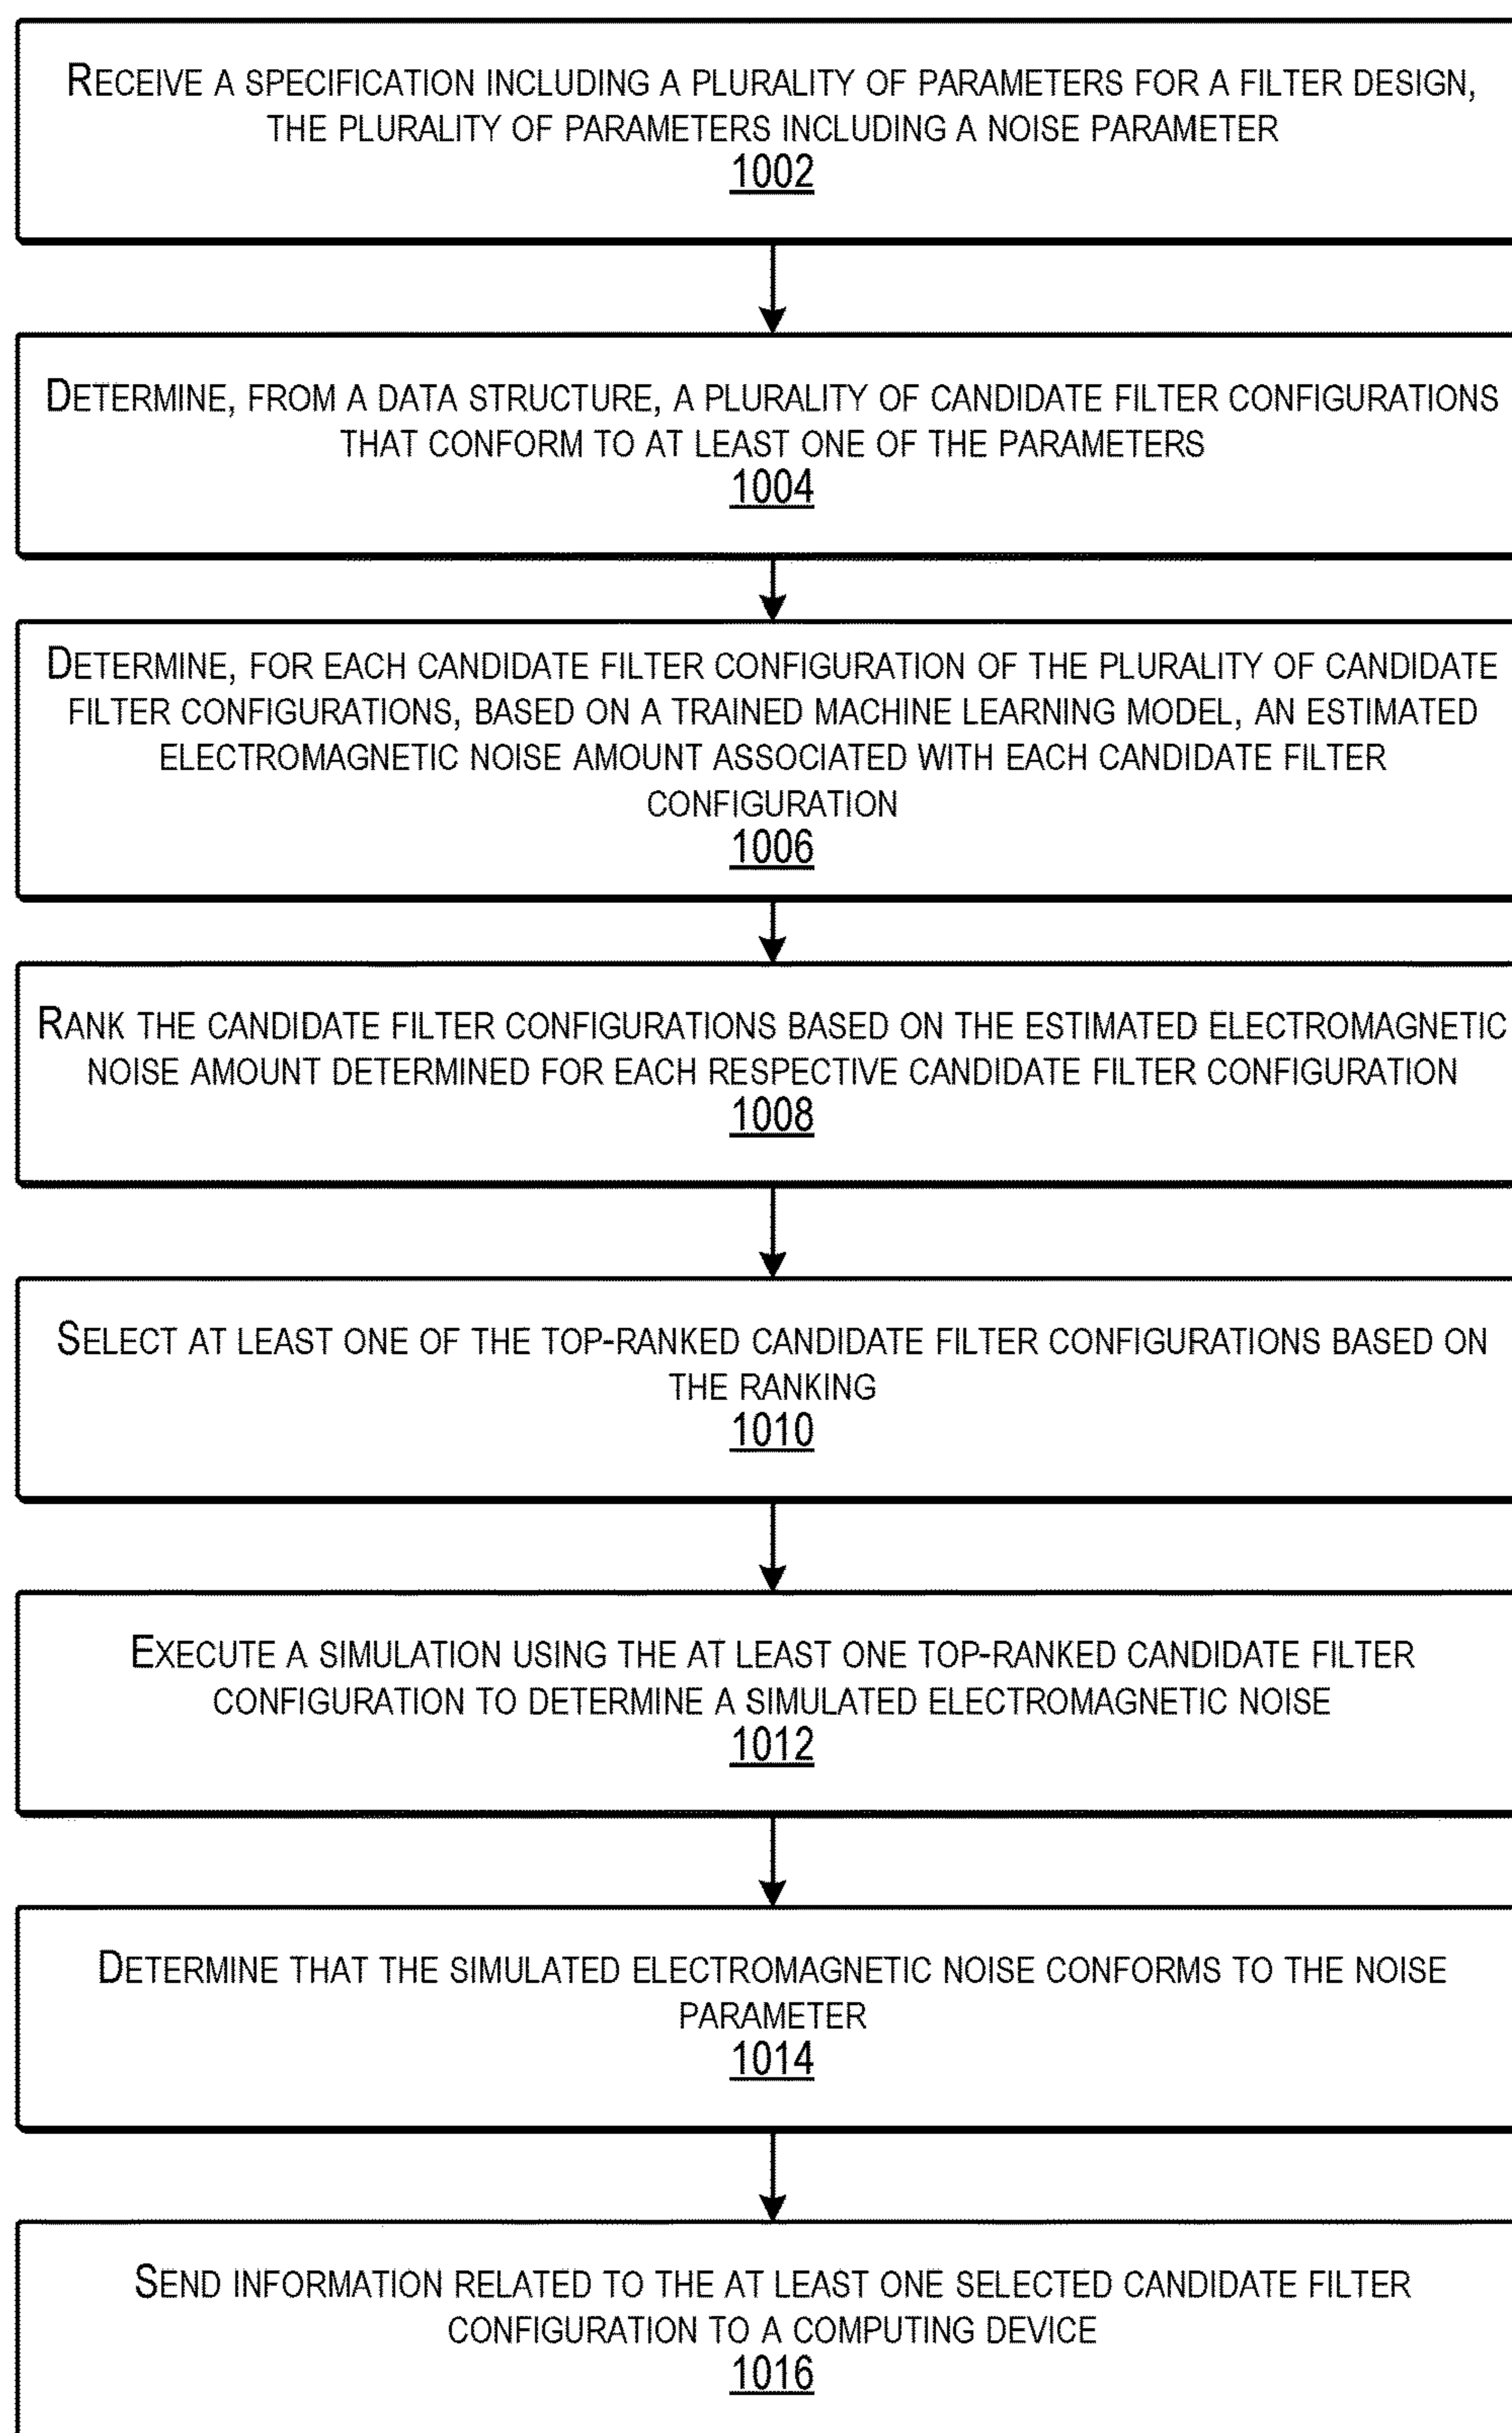 RECEIVE A SPECIFICATION INCLUDING A PLURALITY OF PARAMETERS FOR A FILTER DESIGN,
THE PLURALITY OF PARAMETERS INCLUDING A NOISE PARAMETER
1002
DETERMINE, FROM A DATA STRUCTURE, A PLURALITY OF CANDIDATE FILTER CONFIGURATIONS
THAT CONFORM TO AT LEAST ONE OF THE PARAMETERS
1004
DETERMINE, FOR EACH CANDIDATE FILTER CONFIGURATION OF THE PLURALITY OF CANDIDATE
FILTER CONFIGURATIONS, BASED ON A TRAINED MACHINE LEARNING MODEL, AN ESTIMATED
ELECTROMAGNETIC NOISE AMOUNT ASSOCIATED WITH EACH CANDIDATE FILTER
CONFIGURATION
1006
RANK THE CANDIDATE FILTER CONFIGURATIONS BASED ON THE ESTIMATED ELECTROMAGNETIC
NOISE AMOUNT DETERMINED FOR EACH RESPECTIVE CANDIDATE FILTER CONFIGURATION
1008
SELECT AT LEAST ONE OF THE TOP-RANKED CANDIDATE FILTER CONFIGURATIONS BASED ON
THE RANKING
1010
EXECUTE A SIMULATION USING THE AT LEAST ONE TOP-RANKED CANDIDATE FILTER
CONFIGURATION TO DETERMINE A SIMULATED ELECTROMAGNETIC NOISE
1012
DETERMINE THAT THE SIMULATED ELECTROMAGNETIC NOISE CONFORMS TO THE NOISE
PARAMETER
1014
SEND INFORMATION RELATED TO THE AT LEAST ONE SELECTED CANDIDATE FILTER
CONFIGURATION TO A COMPUTING DEVICE
1016